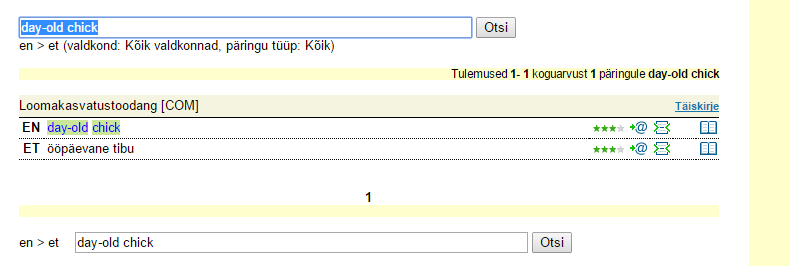 day-old chick Otsi
en > et (valdkond: Kõik valdkonnad, päringu tüüp: Kõik)
Tulemused 1- 1 koguarvust 1 päringule day-old chick
Loomakasvatustoodang [COM] Täiskirje
EN day-old chick
ET ööpäevane tibu
1
en > et day-old chick Otsi